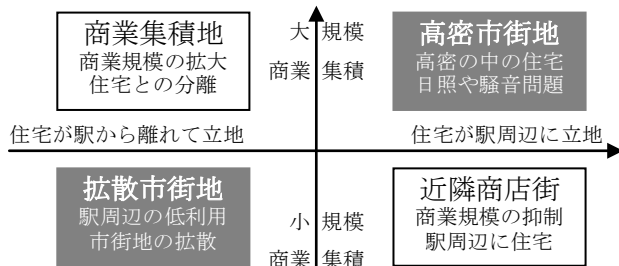 商業集積地
商業規模の拡大
住宅との分離
大 規模
商業 集積
高密市街地
高密の中の住宅
日照や騒音問題
住宅が駅から離れて立地
住宅が駅周辺に立地
拡散市街地
駅周辺の低利用
市街地の拡散
小 規模
商業 集積
近隣商店街
商業規模の抑制
駅周辺に住宅